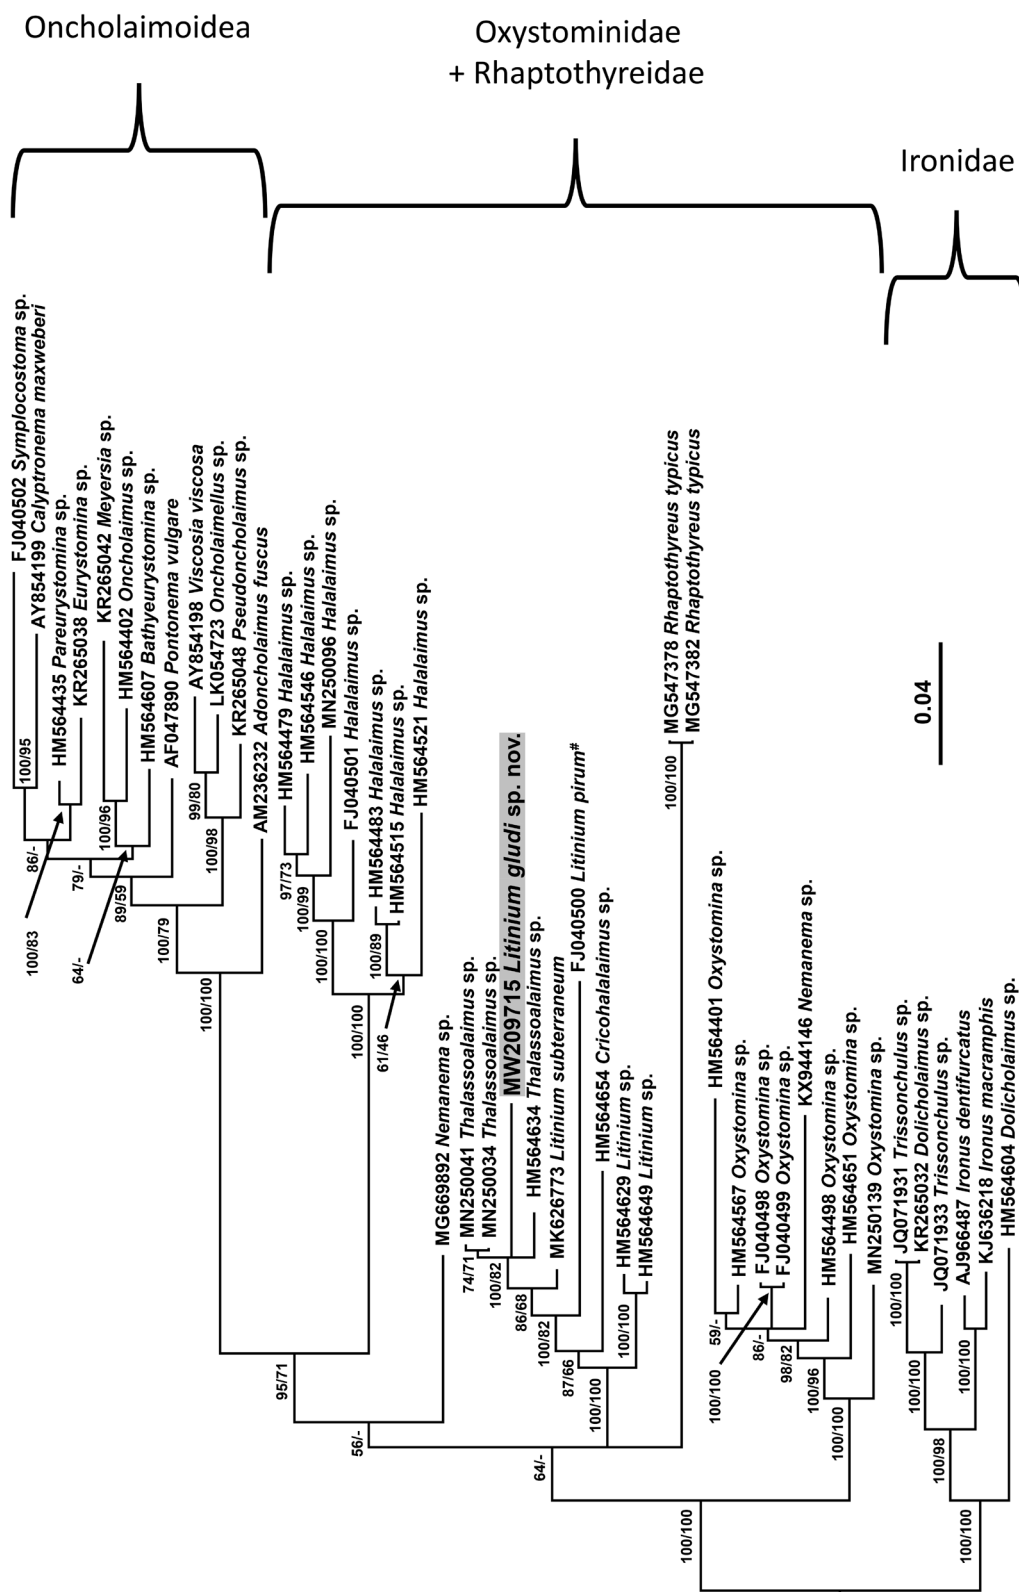 Oncholaimoidea
Oxystominidae
+ Rhaptothyreidae
Ironidae
FJ040502 Symplocostoma sp.
AY854199 Calyptronema maxweberi
HM564435 Pareurystomina sp.
KR265038 Eurystomina sp.
KR265042 Meyersia sp.
HM564402 Oncholaimus sp.
HM564607 Bathyeurystomina sp.
AF047890 Pontonema vulgare
AY854198 Viscosia viscosa
LK054723 Oncholaimellus sp.
KR265048 Pseudoncholaimus sp.
AM236232 Adoncholaimus fuscus
HM564479 Halalaimus sp.
HM564546 Halalaimus sp.
MN250096 Halalaimus sp.
FJ040501 Halalaimus sp.
HM564483 Halalaimus sp.
HM564515 Halalaimus sp.
HM564521 Halalaimus sp.
MG669892 Nemanema sp.
MN250041 Thalassoalaimus sp.
MN250034 Thalassoalaimus sp.
MW209715 Litinium gludi sp. nov.
HM564634 Thalassoalaimus sp.
MK626773 Litinium subterraneum
FJ040500 Litinium pirum#
HM564654 Cricohalalaimus sp.
HM564629 Litinium sp.
HM564649 Litinium sp.
MG547378 Rhaptothyreus typicus
MG547382 Rhaptothyreus typicus
HM564401 Oxystomina sp.
HM564567 Oxystomina sp.
FJ040498 Oxystomina sp.
FJ040499 Oxystomina sp.
KX944146 Nemanema sp.
HM564498 Oxystomina sp.
HM564651 Oxystomina sp.
MN250139 Oxystomina sp.
JQ071931 Trissonchulus sp.
KR265032 Dolicholaimus sp.
JQ071933 Trissonchulus sp.
AJ966487 Ironus dentifurcatus
KJ636218 Ironus macramphis
HM564604 Dolicholaimus sp.
100/95
86/-
100/83
79/-
100/96
64/-
89/59
99/80
100/98
100/79
100/100
97/73
100/99
100/100
100/89
61/46
100/100
95/71
56/-
74/71
100/82
86/68
100/82
87/66
100/100
100/100
100/100
64/-
59/-
100/100
86/-
98/82
100/96
100/100
100/100
100/100
100/100
100/100
100/98
100/100
0.04